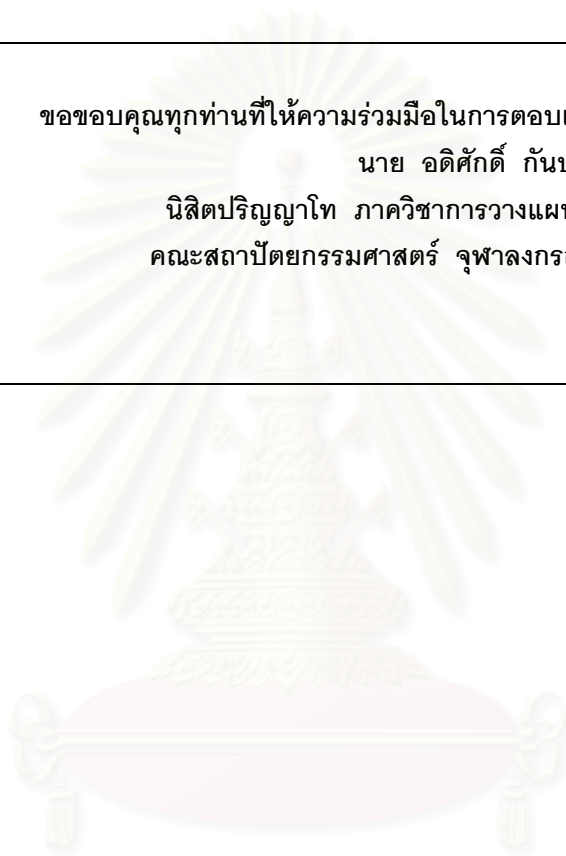 ขอขอบคุณทุกท่านที่ให้ความร่วมมือในการตอบ
นาย อดิศักดิ์ กัน
นิสิตปริญญาโท ภาควิชาการวางแผ
คณะสถาปัตยกรรมศาสตร์ จุฬาลงกร